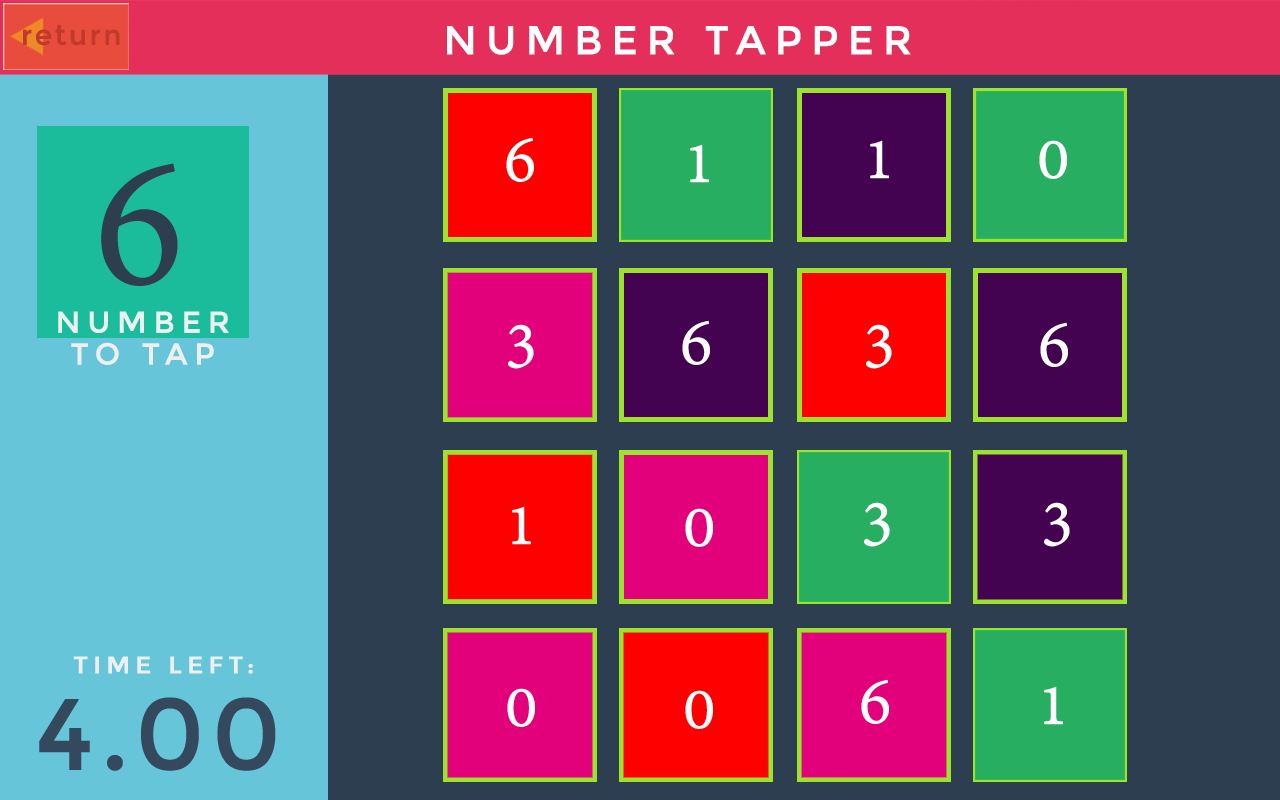 return
NUMBER TAPPER
6
NUMBER
TO TAP
TIME LEFT:
4.00
6 1 1 0
3 6 3 6
1 0 3 3
0 0 6 1